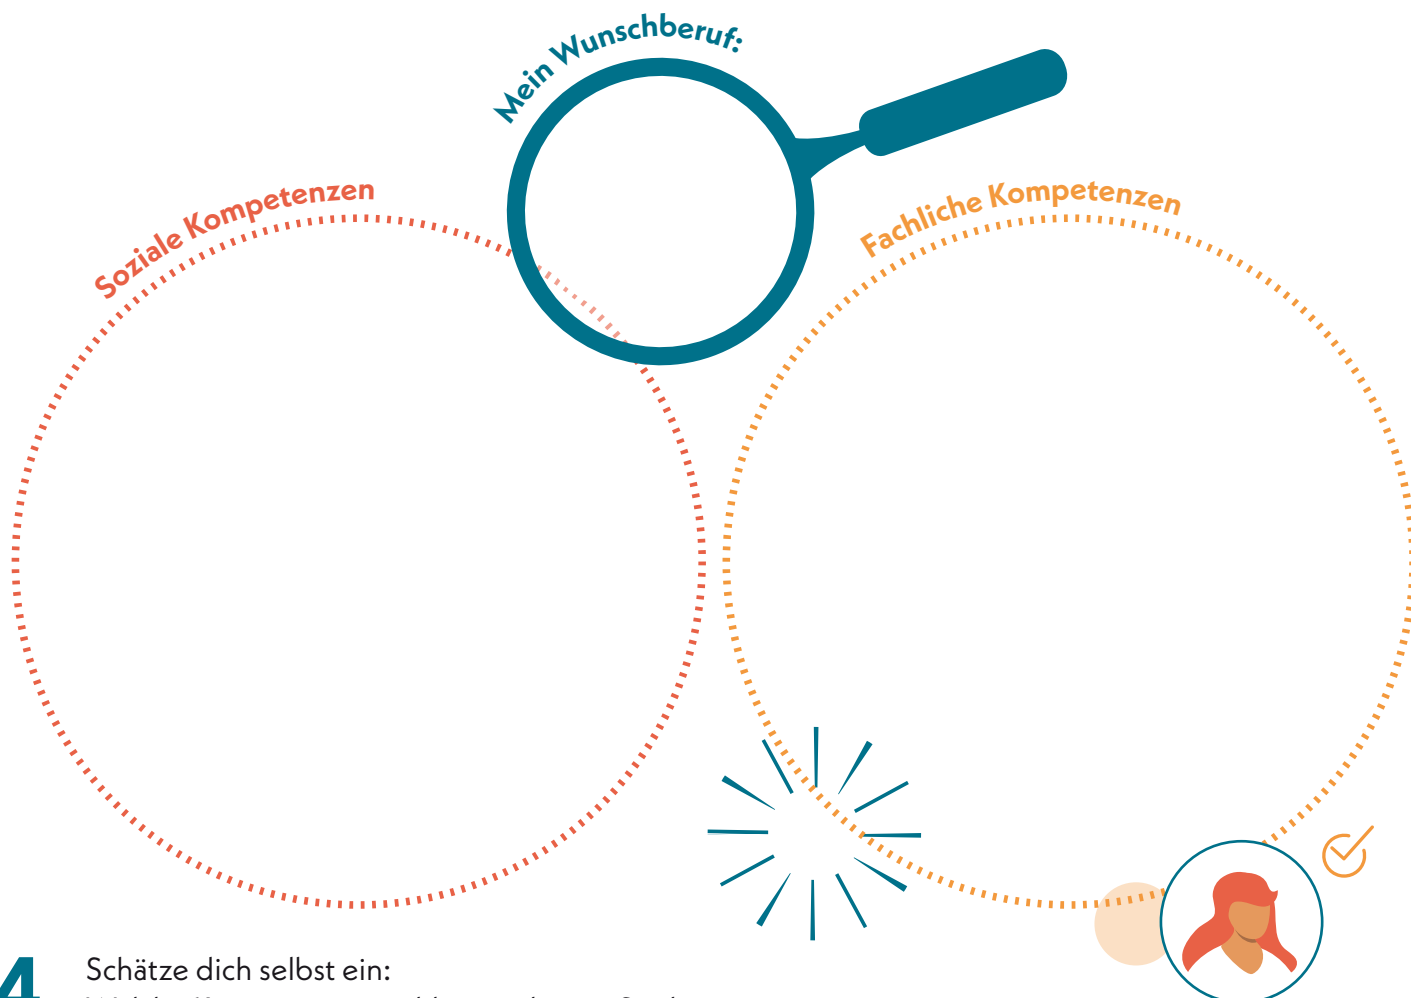 Mein Wunschberuf:
Soziale Kompetenzen
Fachliche Kompetenzen
4
Schätze dich selbst ein: